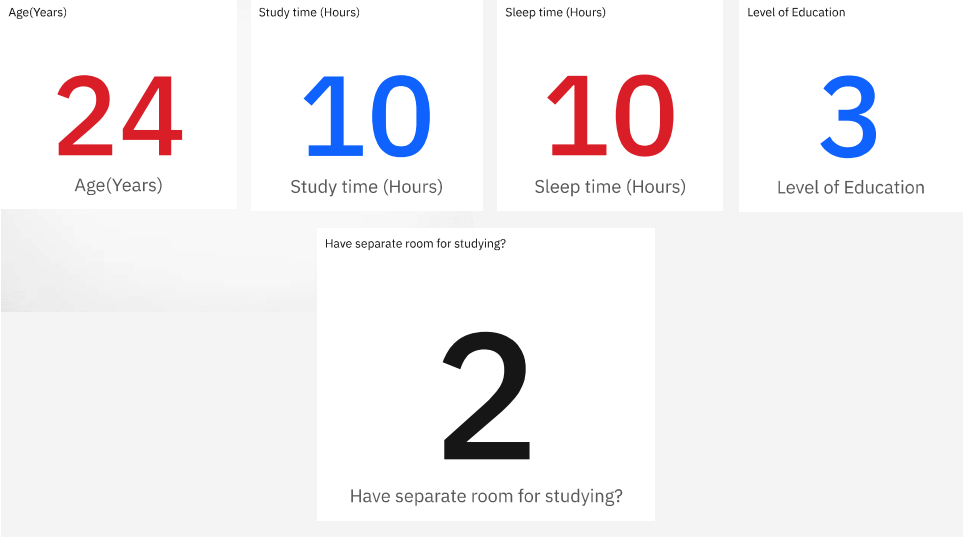 Age(Years)
24
Age(Years)
Study time (Hours)
10
Study time (Hours)
Sleep time (Hours)
10
Sleep time (Hours)
Level of Education
3
Level of Education
Have separate room for studying?
2
Have separate room for studying?